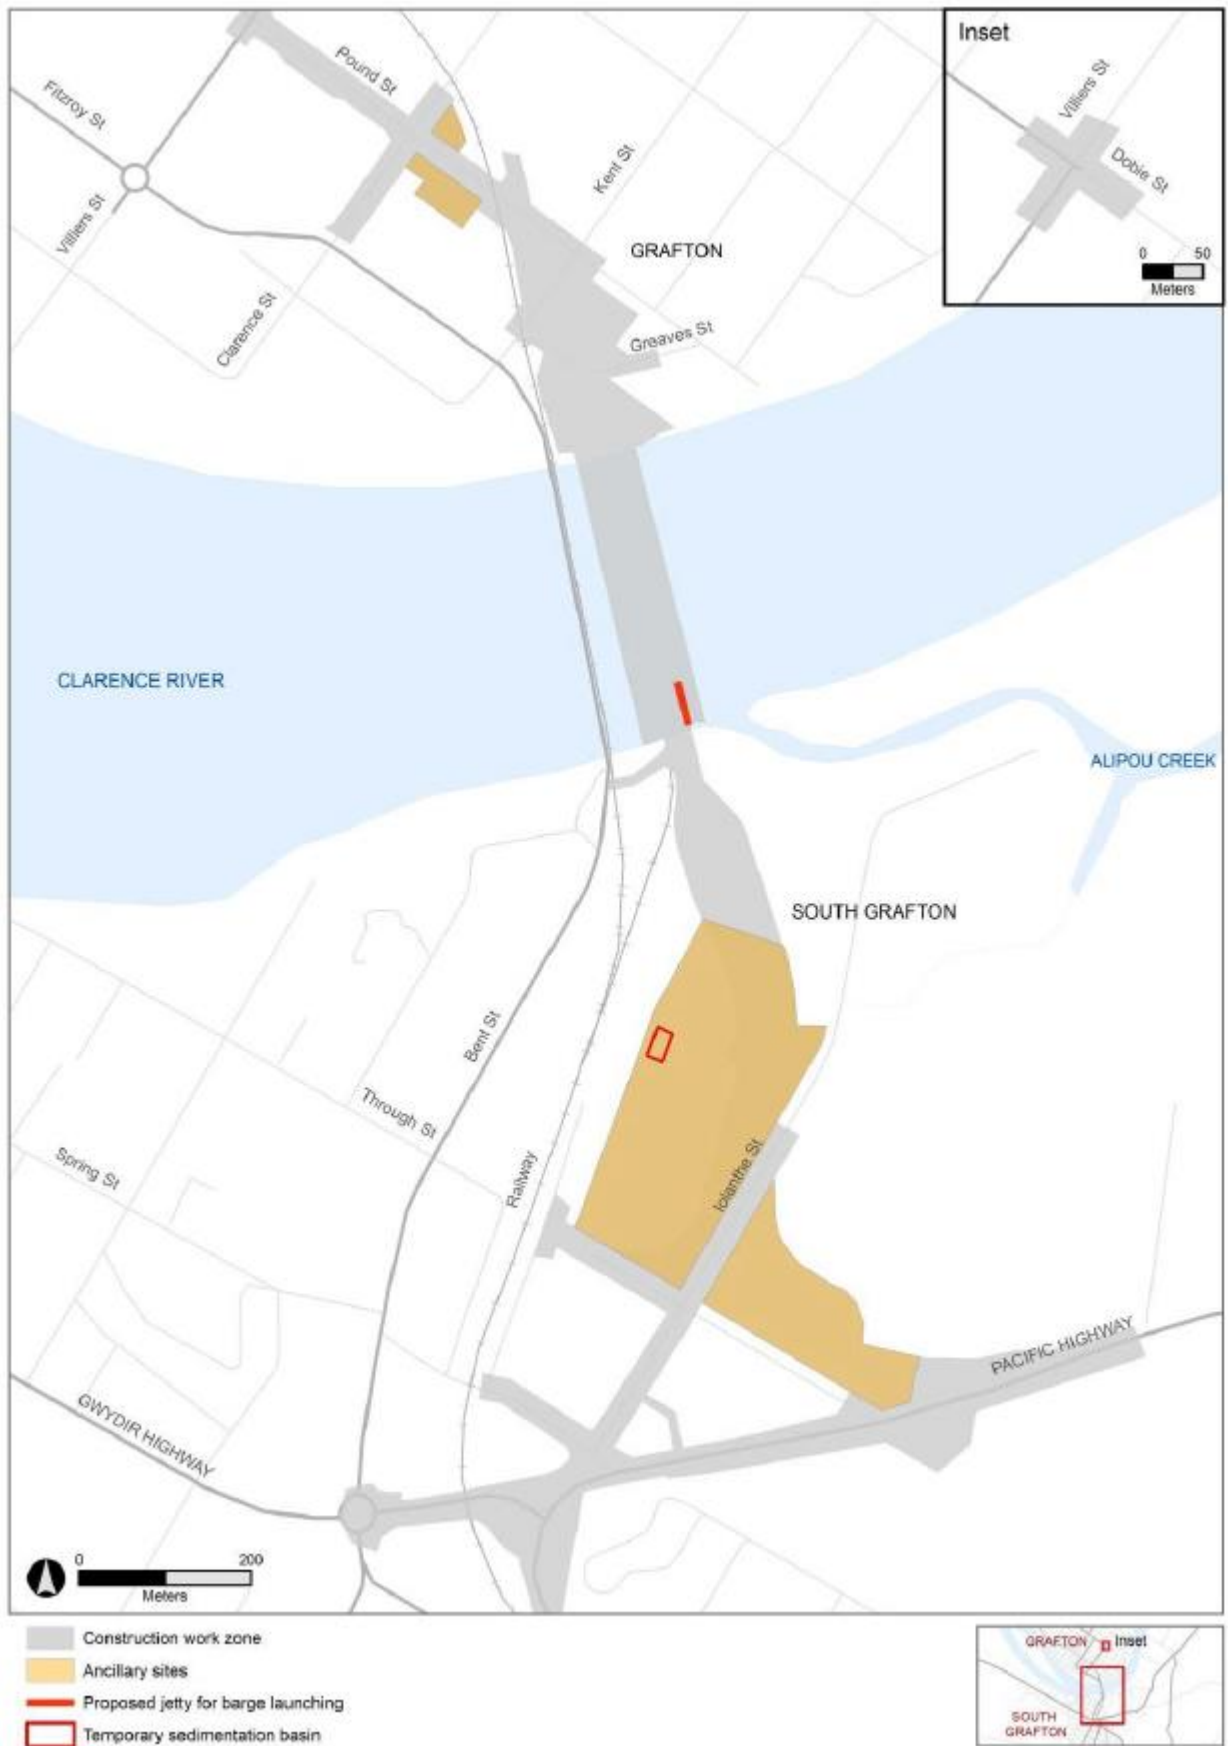 Inset
Villiers St
Dobie St
0 50
Meters
Pound St
Fitzroy St
Kent St
Villiers St
GRAFTON
Clarence St
Greaves St
CLARENCE RIVER
ALIPOU CREEK
SOUTH GRAFTON
Bent St
Through St
Iolanthe St
Spring St
Railway
PACIFIC HIGHWAY
GWYDIR HIGHWAY
0 200
Meters
Construction work zone
Ancillary sites
Proposed jetty for barge launching
Temporary sedimentation basin
GRAFTON
Inset
SOUTH
GRAFTON